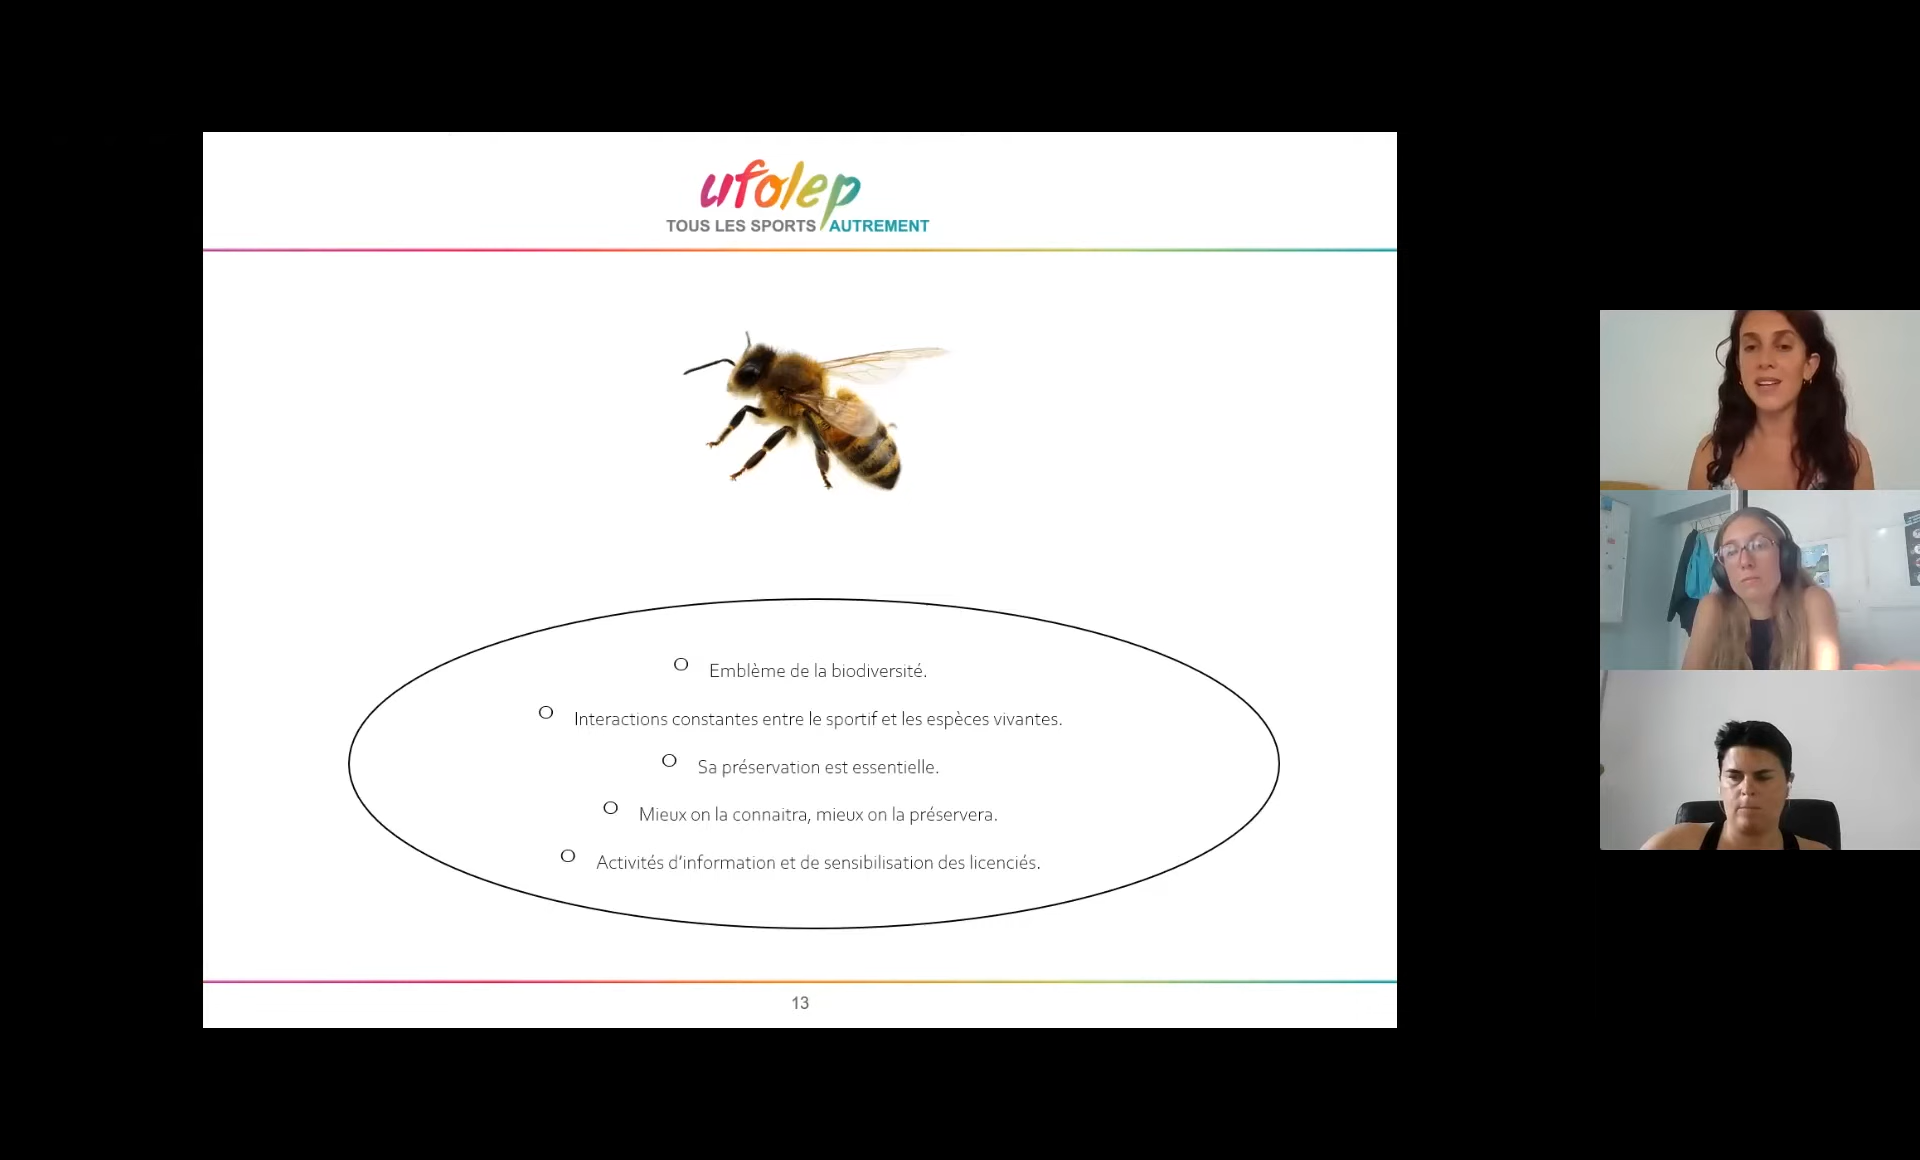 ufolep
TOUS LES SPORTS AUTREMENT
Emblème de la biodiversité.
Interactions constantes entre le sportif et les espèces vivantes.
Sa préservation est essentielle.
Mieux on la connaitra, mieux on la préservera.
Activités d’information et de sensibilisation des licenciés.
13